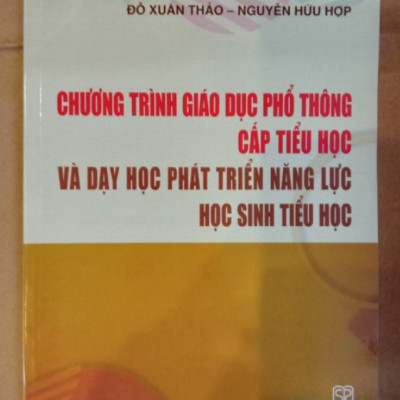 ĐỖ XUÂN THẢO – NGUYỄN HỮU HỢP
CHƯƠNG TRÌNH GIÁO DỤC PHỔ THÔNG
CẤP TIỂU HỌC
VÀ DẠY HỌC PHÁT TRIỂN NĂNG LỰC
HỌC SINH TIỂU HỌC